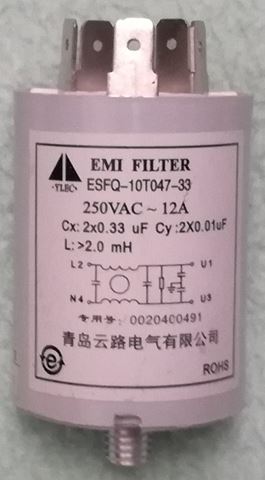 YLEC
EMI FILTER
ESFQ-10T047-33
250VAC~12A
Cx: 2x0.33 uF Cy: 2X0.01uF
L: >2.0 mH
L2 U1
N4 U3
专用号: 0020400491
青岛云路电气有限公司
e
ROHS